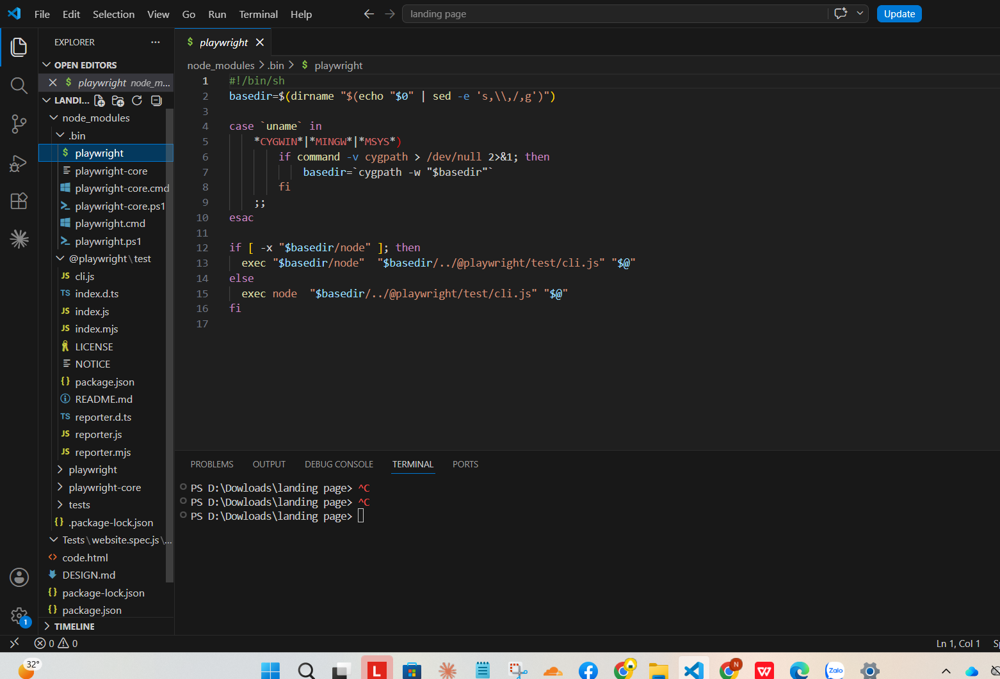 File Edit Selection View Go Run Terminal Help
landing page
Update
EXPLORER
OPEN EDITORS
playwright node_m...
LANDI...
node_modules
.bin
playwright
playwright-core
playwright-core.cmd
playwright-core.ps1
playwright.cmd
playwright.ps1
@playwright\test
cli.js
index.d.ts
index.js
index.mjs
LICENSE
NOTICE
package.json
README.md
reporter.d.ts
reporter.js
reporter.mjs
playwright
playwright-core
tests
.package-lock.json
Tests\website.spec.js\...
code.html
DESIGN.md
package-lock.json
package.json
TIMELINE
playwright
node_modules > .bin > $ playwright
1 #!/bin/sh
2 basedir=$(dirname "$(echo "$0" | sed -e 's,\\,/,g')")
3
4 case `uname` in
5     *CYGWIN*|*MINGW*|*MSYS*)
6         if command -v cygpath > /dev/null 2>&1; then
7             basedir=`cygpath -w "$basedir"`
8         fi
9     ;;
10 esac
11
12 if [ -x "$basedir/node" ]; then
13   exec "$basedir/node"  "$basedir/../@playwright/test/cli.js" "$@"
14 else
15   exec node  "$basedir/../@playwright/test/cli.js" "$@"
16 fi
17
PROBLEMS OUTPUT DEBUG CONSOLE TERMINAL PORTS
PS D:\Dowloads\landing page> ^C
PS D:\Dowloads\landing page> ^C
PS D:\Dowloads\landing page>
1
0 0
Ln 1, Col 1
32°
L
N
W
Zalo